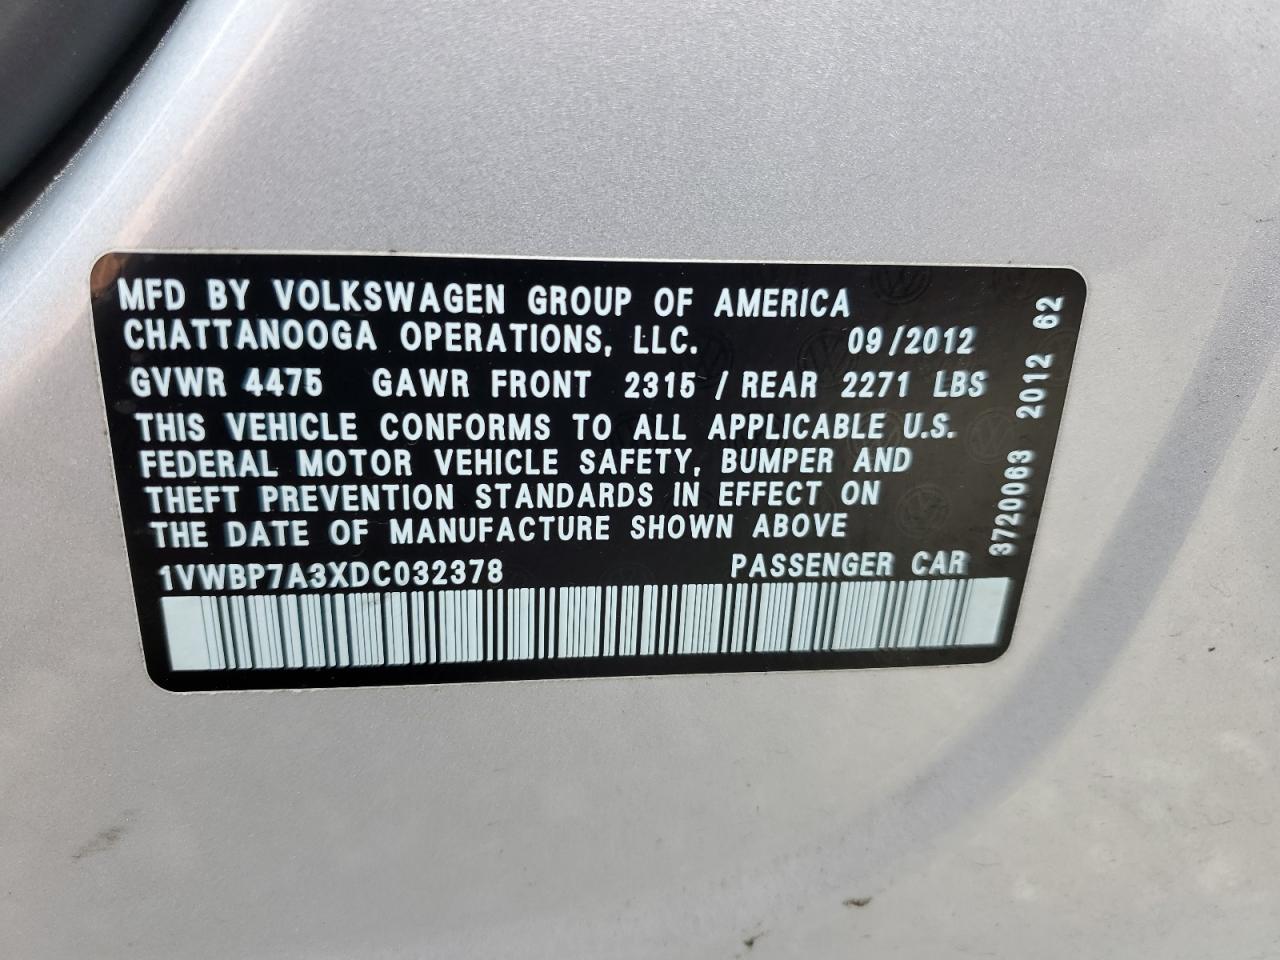 MFD BY VOLKSWAGEN GROUP OF AMERICA
CHATTANOOGA OPERATIONS, LLC. 09/2012
GVWR 4475 GAWR FRONT 2315 / REAR 2271 LBS
THIS VEHICLE CONFORMS TO ALL APPLICABLE U.S.
FEDERAL MOTOR VEHICLE SAFETY, BUMPER AND
THEFT PREVENTION STANDARDS IN EFFECT ON
THE DATE OF MANUFACTURE SHOWN ABOVE
1VWBP7A3XDC032378 PASSENGER CAR
3720063 2012 62